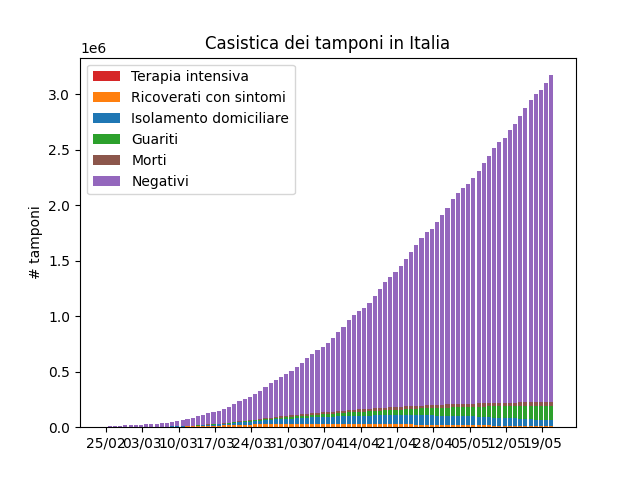 Casistica dei tamponi in Italia
1e6
Terapia intensiva
Ricoverati con sintomi
Isolamento domiciliare
Guariti
Morti
Negativi
# tamponi
3.0
2.5
2.0
1.5
1.0
0.5
0.0
25/02 03/03 10/03 17/03 24/03 31/03 07/04 14/04 21/04 28/04 05/05 12/05 19/05